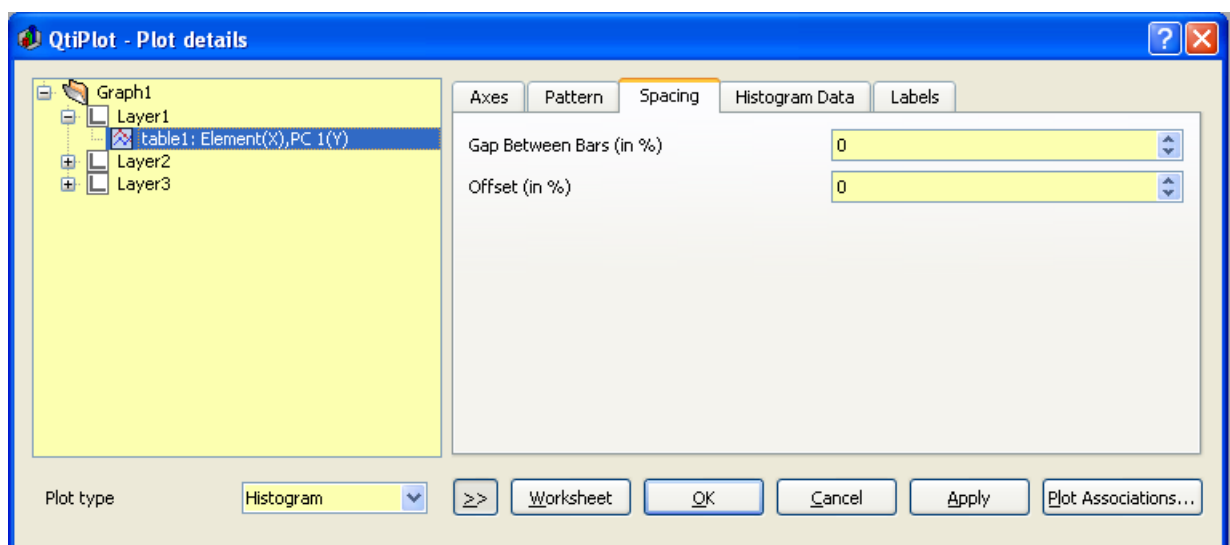 QtiPlot - Plot details
Graph1
Layer1
table1: Element(X),PC 1(Y)
Layer2
Layer3
Axes Pattern Spacing Histogram Data Labels
Gap Between Bars (in %) 0
Offset (in %) 0
Plot type Histogram >> Worksheet OK Cancel Apply Plot Associations...